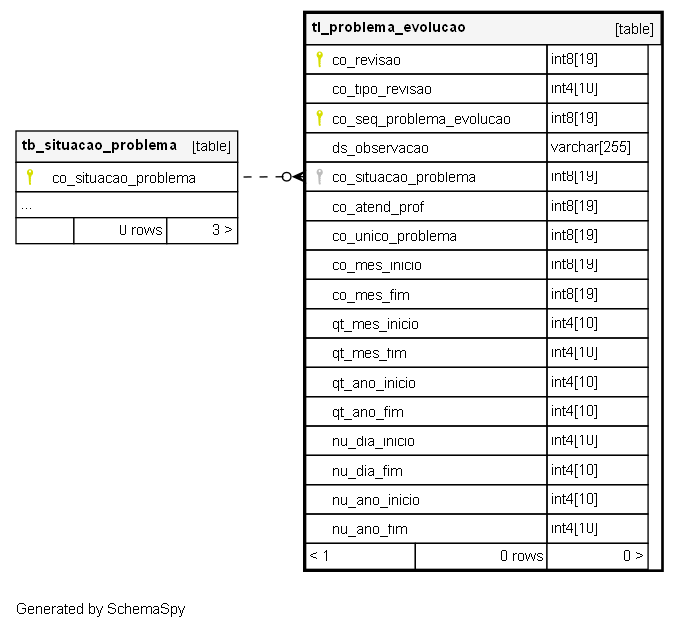 tb_situacao_problema [table]
co_situacao_problema
...
0 rows 3 >
tl_problema_evolucao [table]
co_revisao int8[19]
co_tipo_revisao int4[10]
co_seq_problema_evolucao int8[19]
ds_observacao varchar[255]
co_situacao_problema int8[19]
co_atend_prof int8[19]
co_unico_problema int8[19]
co_mes_inicio int8[19]
co_mes_fim int8[19]
qt_mes_inicio int4[10]
qt_mes_fim int4[10]
qt_ano_inicio int4[10]
qt_ano_fim int4[10]
nu_dia_inicio int4[10]
nu_dia_fim int4[10]
nu_ano_inicio int4[10]
nu_ano_fim int4[10]
< 1 0 rows 0 >
Generated by SchemaSpy